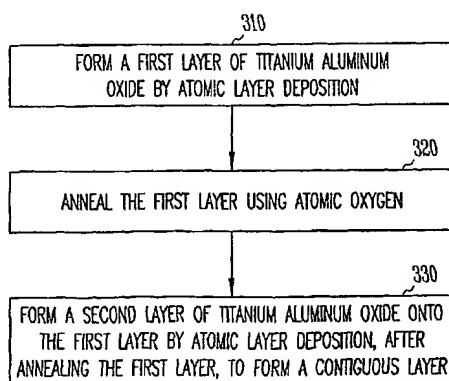 310
FORM A FIRST LAYER OF TITANIUM ALUMINUM
OXIDE BY ATOMIC LAYER DEPOSITION
320
ANNEAL THE FIRST LAYER USING ATOMIC OXYGEN
330
FORM A SECOND LAYER OF TITANIUM ALUMINUM OXIDE ONTO
THE FIRST LAYER BY ATOMIC LAYER DEPOSITION, AFTER
ANNEALING THE FIRST LAYER, TO FORM A CONTIGUOUS LAYER